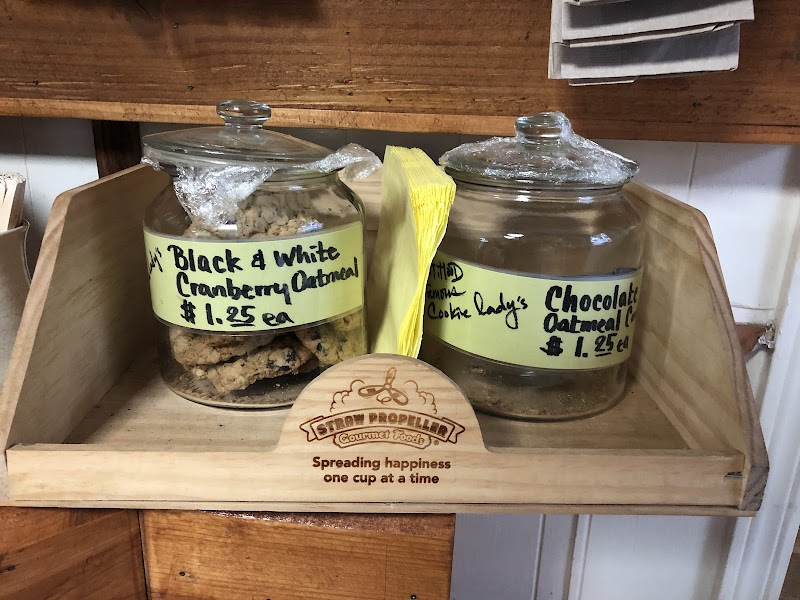 Black & White
Cranberry Oatmeal
$1.25 ea
Famous
Cookie Lady's
Chocolate
Oatmeal
$1.25 ea
STRAW PROPELLER
Gourmet Foods®
Spreading happiness
one cup at a time